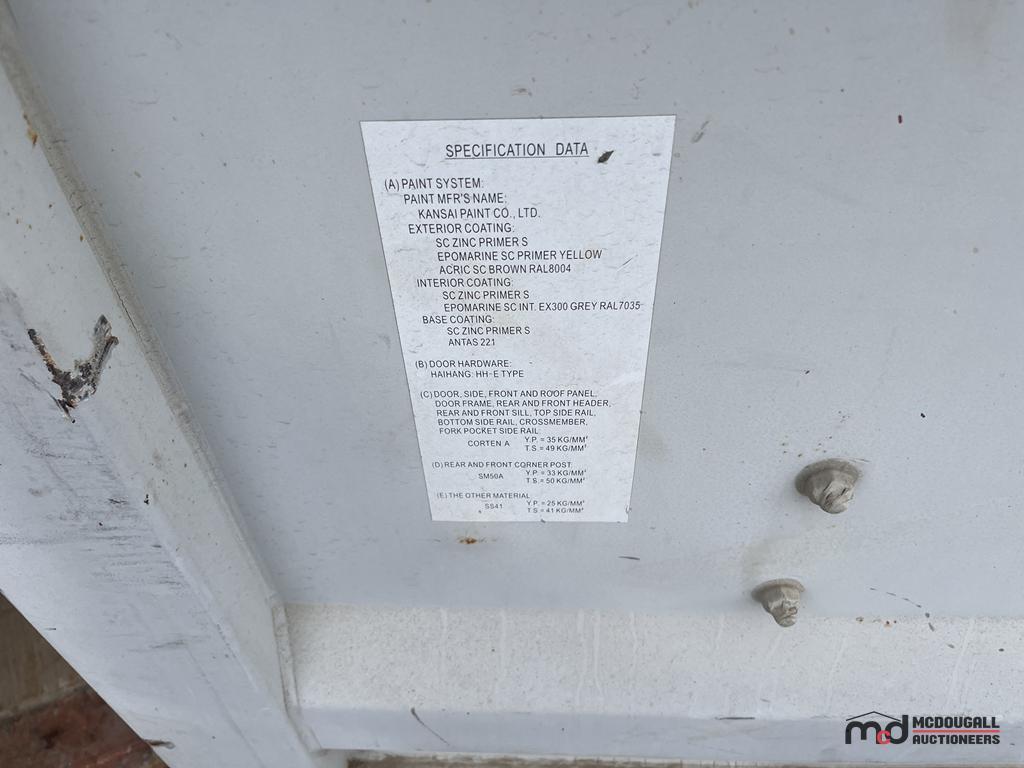 SPECIFICATION DATA
(A) PAINT SYSTEM:
PAINT MFR'S NAME:
KANSAI PAINT CO., LTD.
EXTERIOR COATING:
SC ZINC PRIMER S
EPOMARINE SC PRIMER YELLOW
ACRIC SC BROWN RAL8004
INTERIOR COATING:
SC ZINC PRIMER S
EPOMARINE SC INT. EX300 GREY RAL7035
BASE COATING:
SC ZINC PRIMER S
ANTAS 221
(B) DOOR HARDWARE:
HAIHANG: HH-E TYPE
(C) DOOR, SIDE, FRONT AND ROOF PANEL,
DOOR FRAME, REAR AND FRONT HEADER,
REAR AND FRONT SILL, TOP SIDE RAIL,
BOTTOM SIDE RAIL, CROSSMEMBER,
FORK POCKET SIDE RAIL:
CORTEN A Y.P. = 35 KG/MM²
T.S. = 49 KG/MM²
(D) REAR AND FRONT CORNER POST:
SM50A Y.P. = 33 KG/MM²
T.S. = 50 KG/MM²
(E) THE OTHER MATERIAL
SS41 Y.P. = 25 KG/MM²
T.S. = 41 KG/MM²
mcd MCDOUGALL
AUCTIONEERS